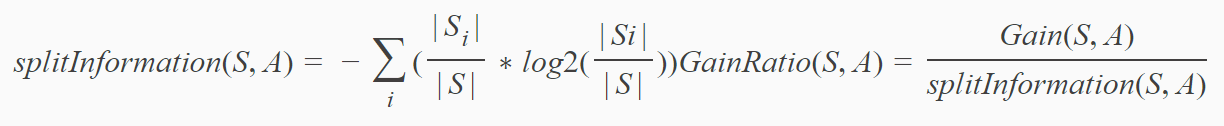 splitInformation(S, A) = − ∑_i (|S_i| / |S| * log2(|Si| / |S|))GainRatio(S, A) = Gain(S, A) / splitInformation(S, A)